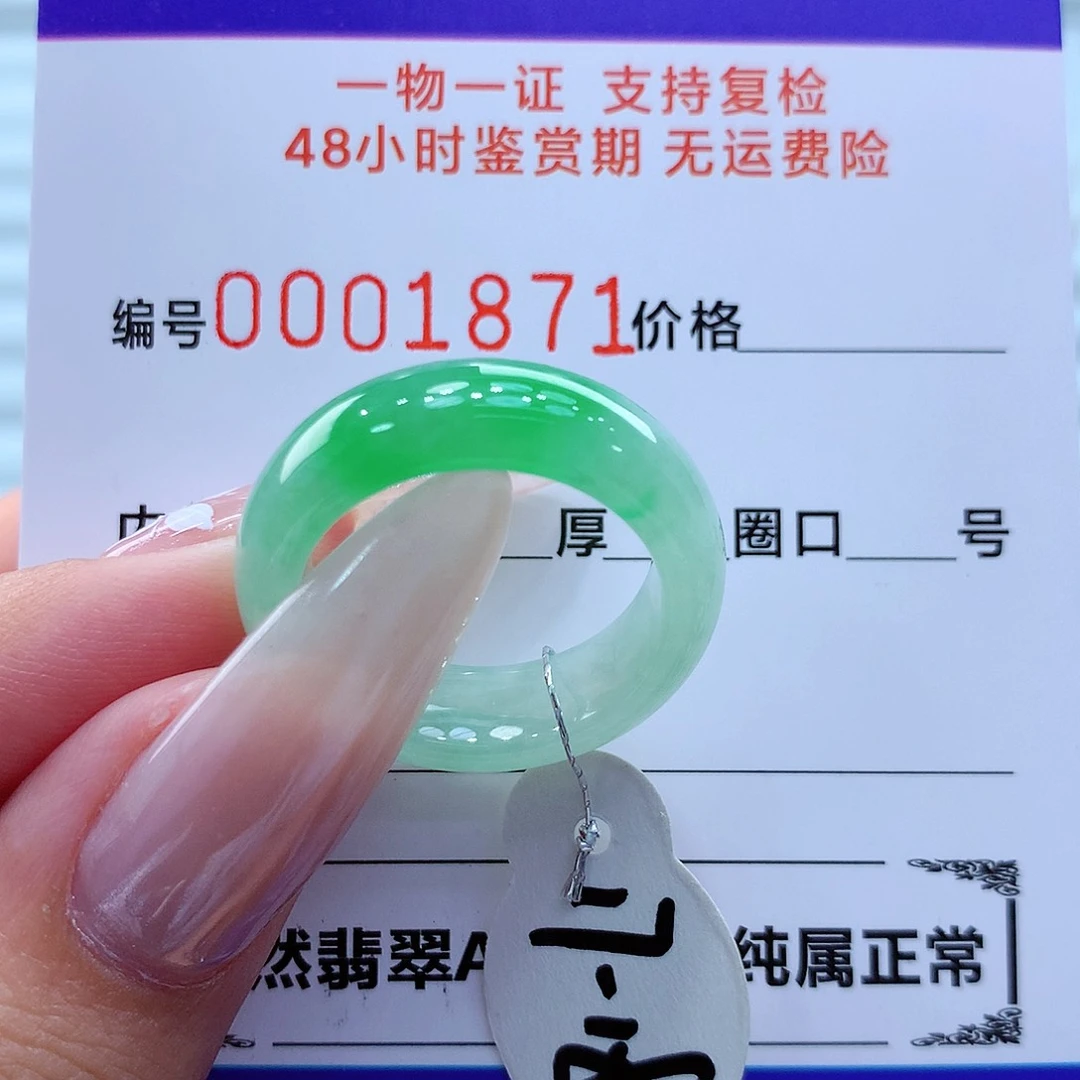 一物一证 支持复检
48小时鉴赏期 无运费险
编号0001871价格
厚 圈口 号
然翡翠A 纯属正常